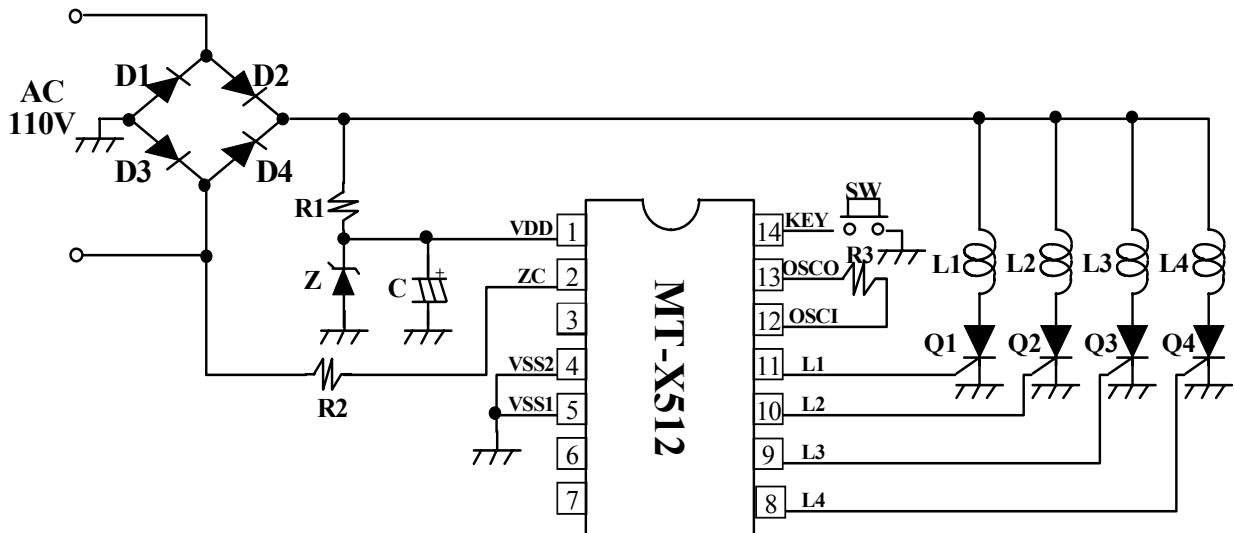 AC
110V
D1
D2
D3
D4
R1
Z
C
+
R2
VDD
ZC
VSS2
VSS1
1
2
3
4
5
6
7
MT-X512
14
13
12
11
10
9
8
KEY
OSCO
OSCI
L1
L2
L3
L4
SW
R3
L1
L2
L3
L4
Q1
Q2
Q3
Q4